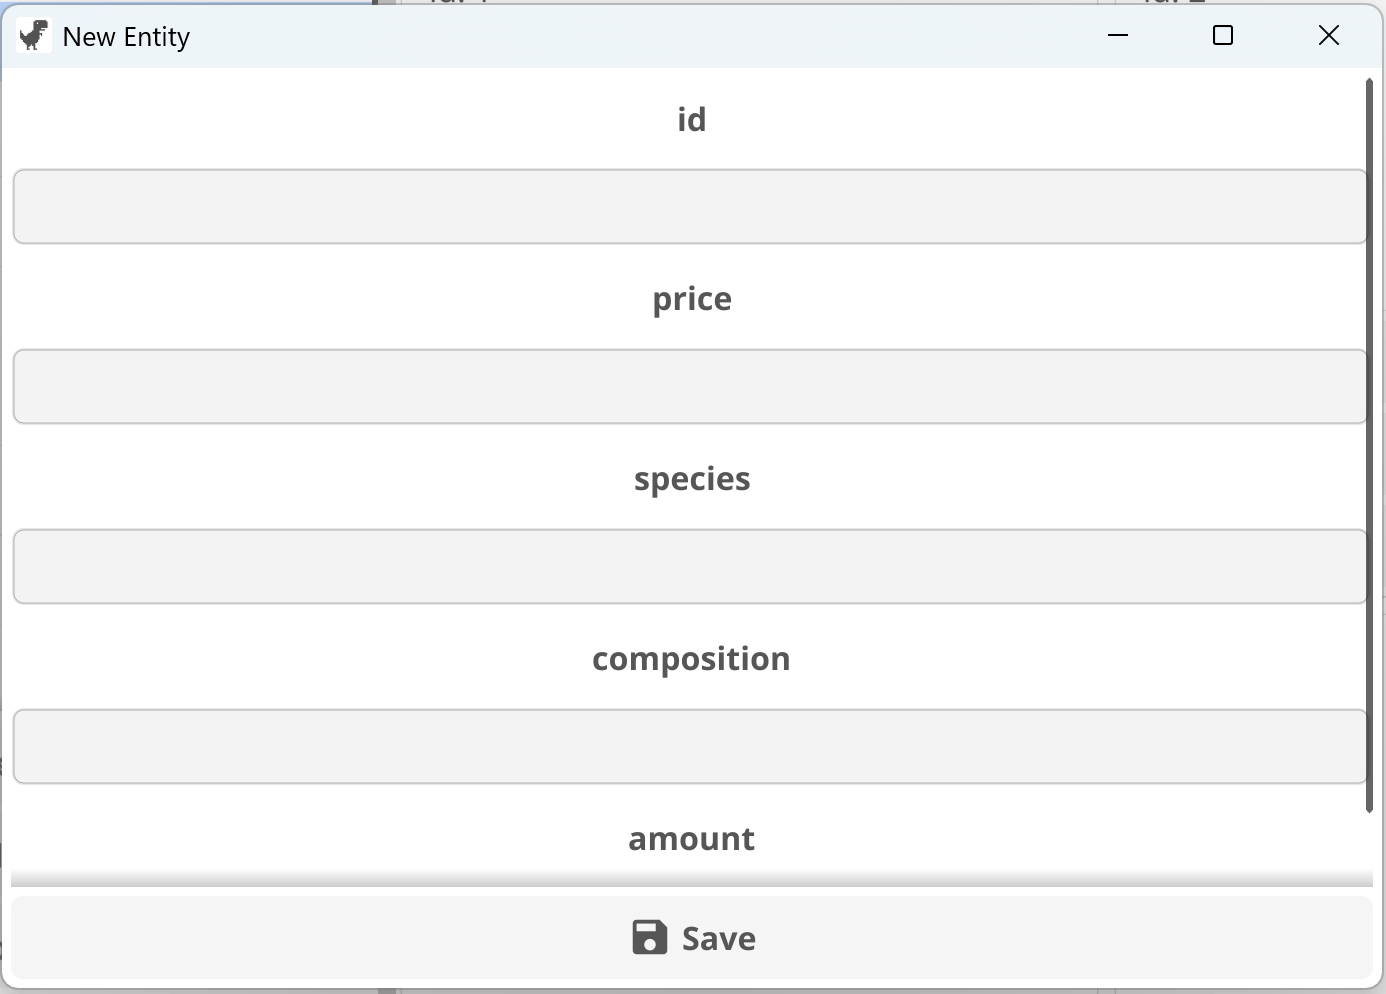 New Entity
id
price
species
composition
amount
Save